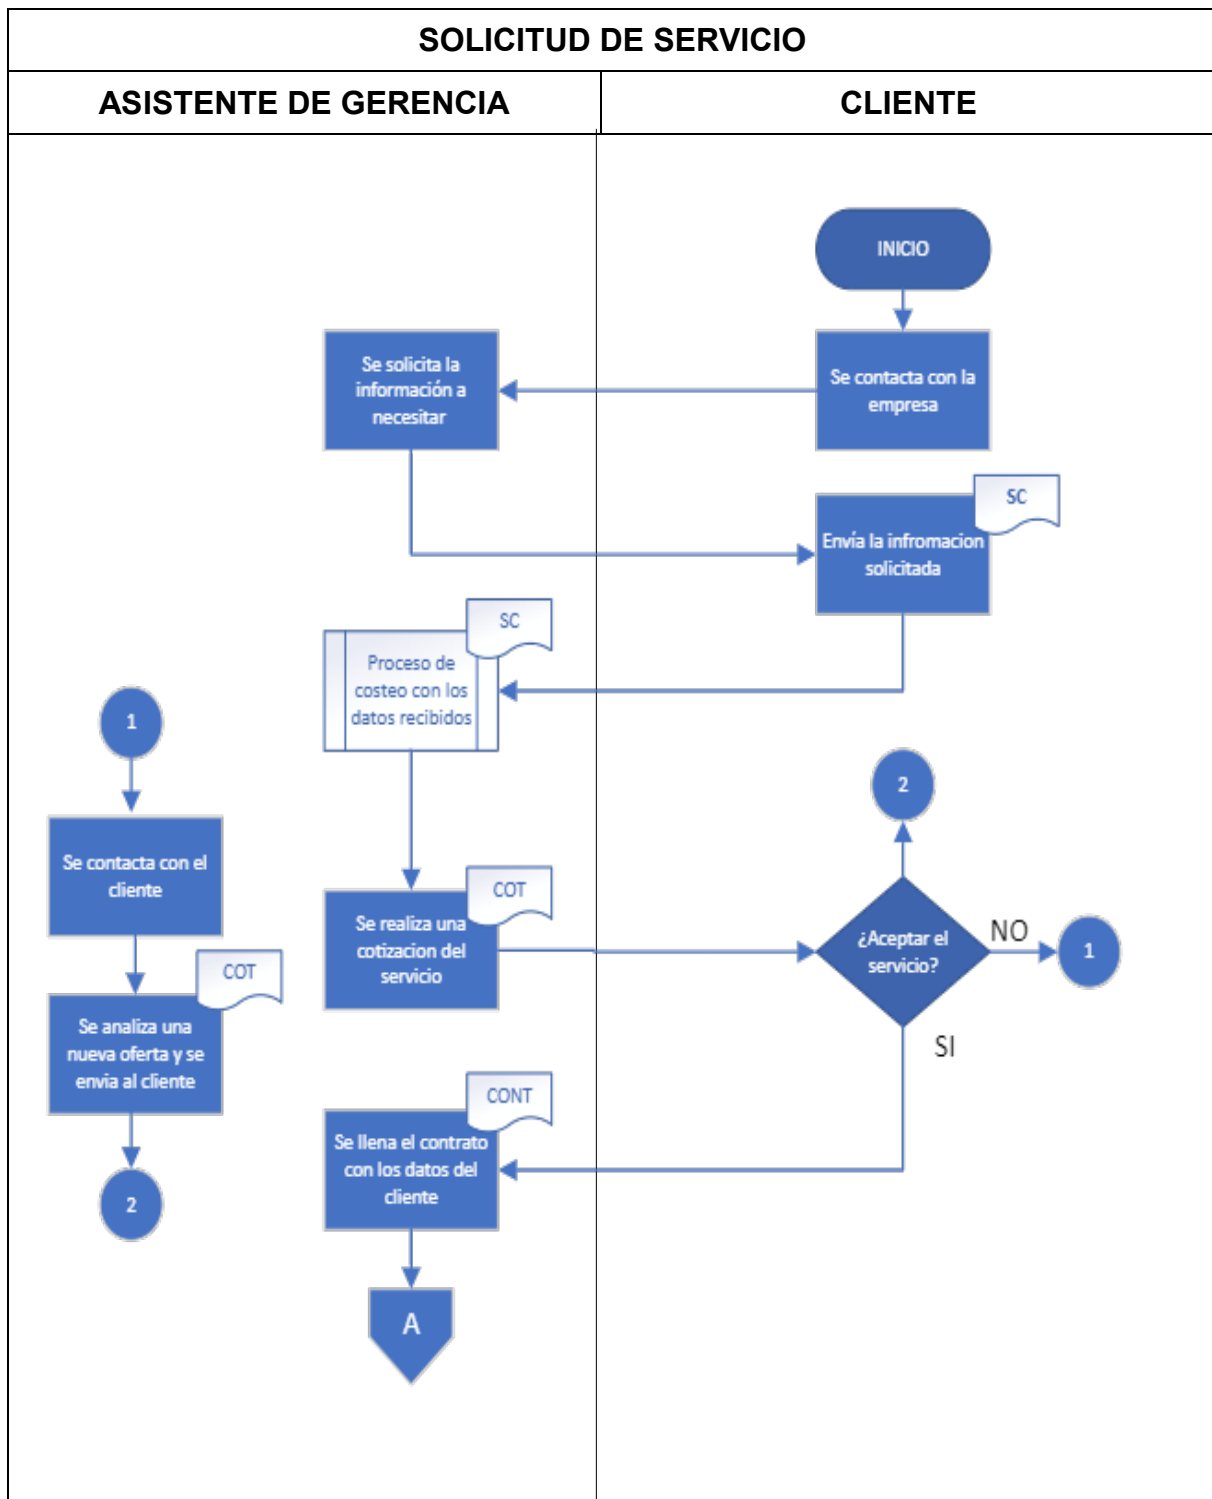 SOLICITUD DE SERVICIO
ASISTENTE DE GERENCIA
CLIENTE
INICIO
Se solicita la
información a
necesitar
Se contacta con la
empresa
SC
Envía la infromacion
solicitada
SC
Proceso de
costeo con los
datos recibidos
1
2
Se contacta con el
cliente
COT
Se realiza una
cotizacion del
servicio
¿Aceptar el
servicio?
NO
1
COT
Se analiza una
nueva oferta y se
envia al cliente
SI
CONT
Se llena el contrato
con los datos del
cliente
2
A